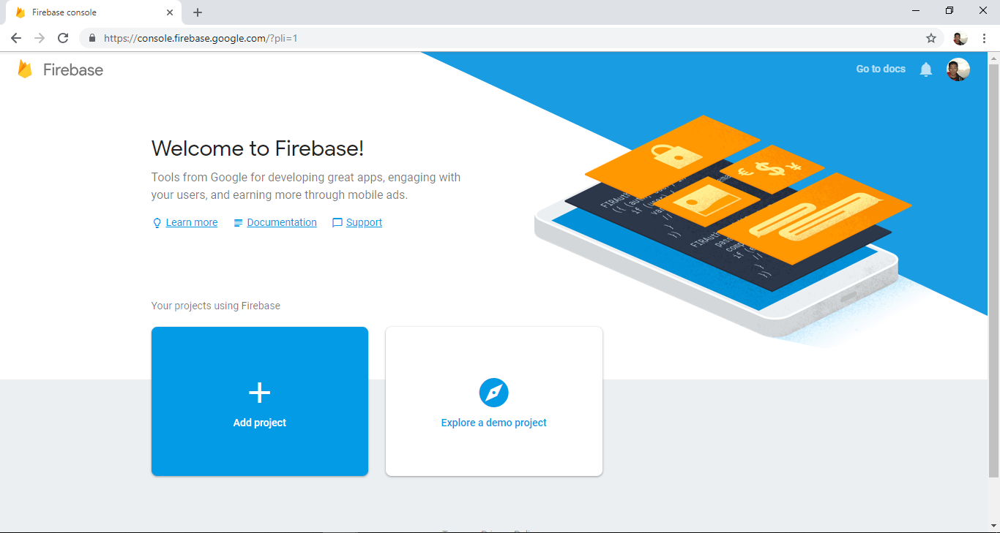 Firebase console
https://console.firebase.google.com/?pli=1
Firebase
Go to docs
Welcome to Firebase!
Tools from Google for developing great apps, engaging with
your users, and earning more through mobile ads.
Learn more Documentation Support
Your projects using Firebase
Add project
Explore a demo project